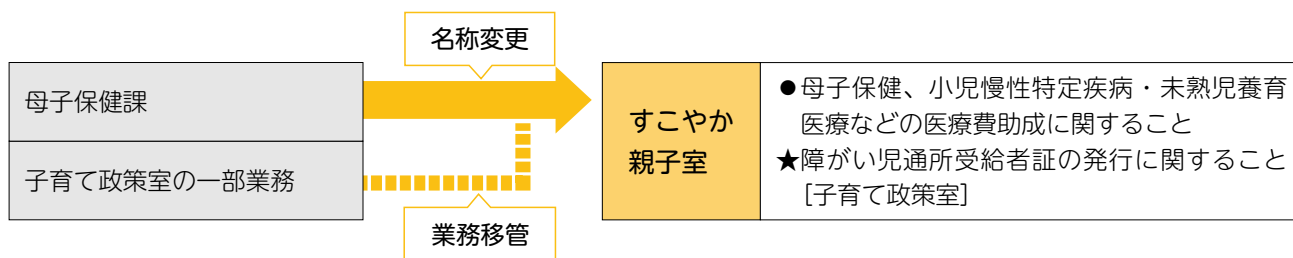 名称変更
母子保健課
子育て政策室の一部業務
業務移管
すこやか
親子室
●母子保健、小児慢性特定疾病・未熟児養育
医療などの医療費助成に関すること
★障がい児通所受給者証の発行に関すること
[子育て政策室]